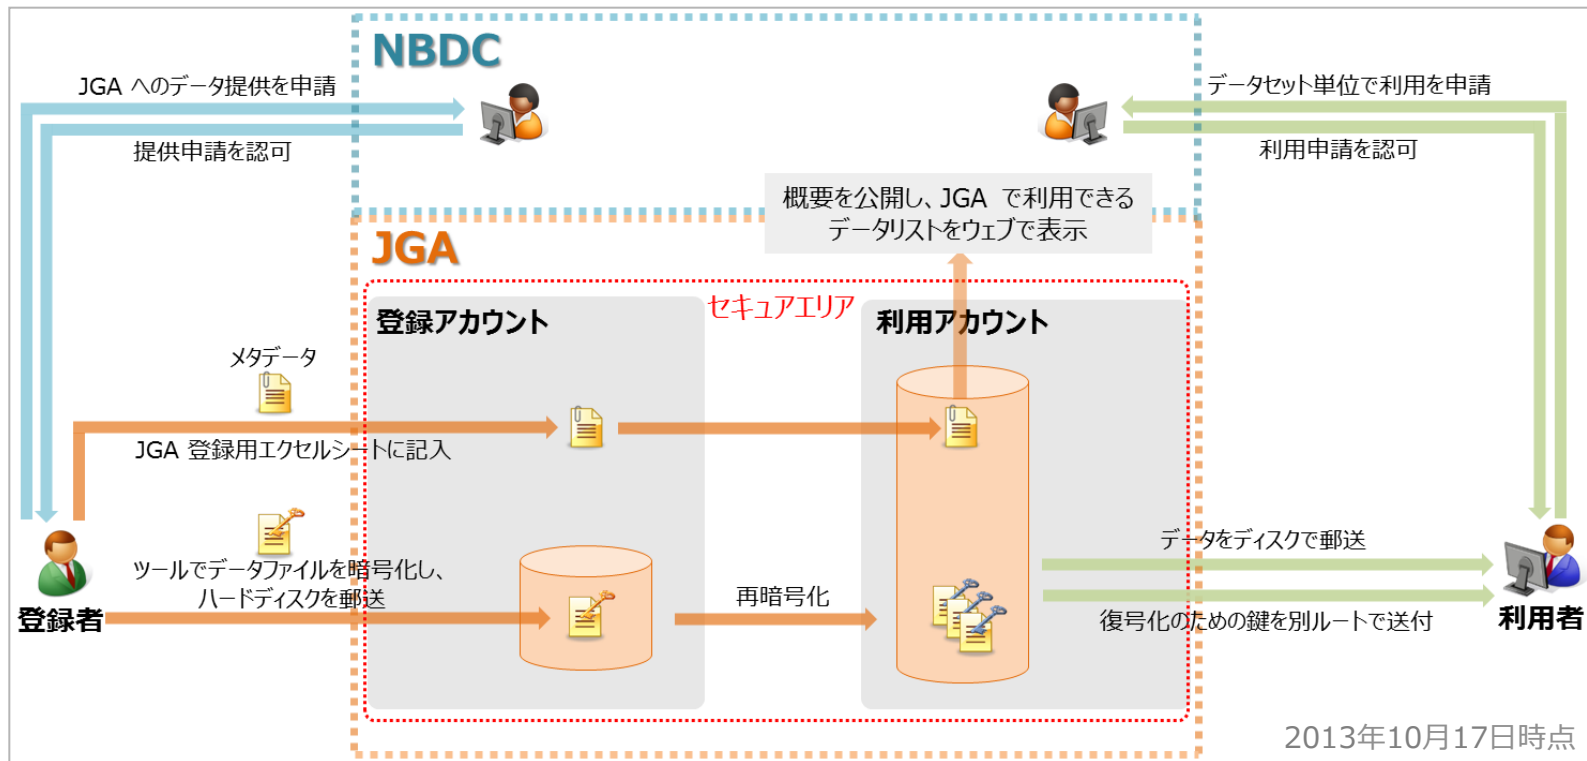 NBDC
JGA へのデータ提供を申請
提供申請を認可
データセット単位で利用を申請
利用申請を認可
概要を公開し、JGA で利用できる
データリストをウェブで表示
JGA
セキュアエリア
登録アカウント
利用アカウント
メタデータ
JGA 登録用エクセルシートに記入
ツールでデータファイルを暗号化し、
ハードディスクを郵送
登録者
再暗号化
データをディスクで郵送
復号化のための鍵を別ルートで送付
利用者
2013年10月17日時点